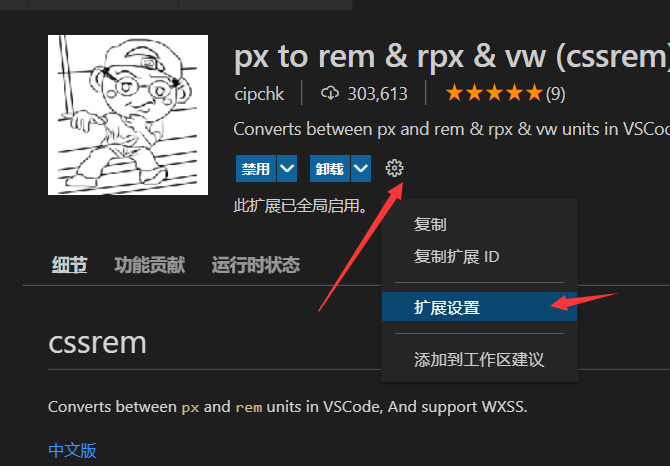 px to rem & rpx & vw (cssrem)
cipchk
303,613
(9)
Converts between px and rem & rpx & vw units in VSCo
禁用
卸载
此扩展已全局启用。
复制
复制扩展 ID
扩展设置
添加到工作区建议
细节
功能贡献
运行时状态
cssrem
Converts between px and rem units in VSCode, And support WXSS.
中文版